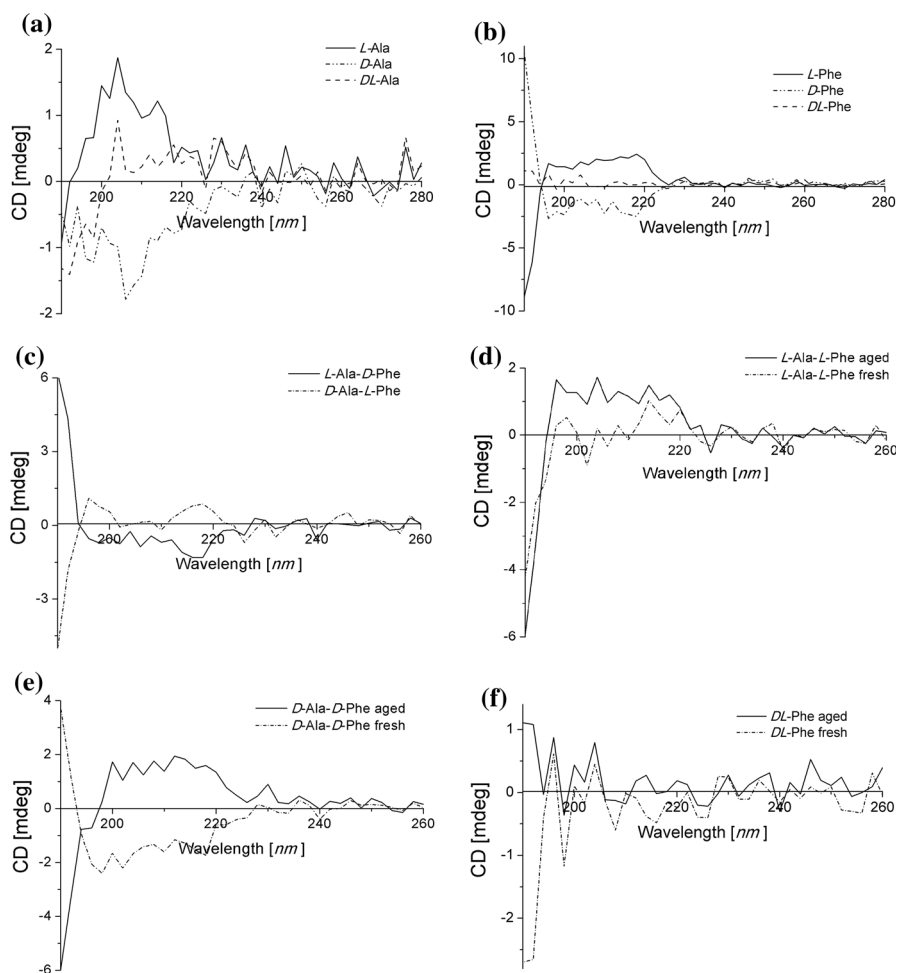 (a)
L-Ala
D-Ala
DL-Ala
CD [mdeg]
2
1
0
-1
-2
200
220
240
260
280
Wavelength [nm]
(b)
L-Phe
D-Phe
DL-Phe
CD [mdeg]
10
5
0
-5
-10
200
220
240
260
280
Wavelength [nm]
(c)
L-Ala-D-Phe
D-Ala-L-Phe
CD [mdeg]
6
3
0
-3
200
220
240
260
Wavelength [nm]
(d)
L-Ala-L-Phe aged
L-Ala-L-Phe fresh
CD [mdeg]
2
0
-2
-4
-6
200
220
240
260
Wavelength [nm]
(e)
D-Ala-D-Phe aged
D-Ala-D-Phe fresh
CD [mdeg]
4
2
0
-2
-4
-6
200
220
240
260
Wavelength [nm]
(f)
DL-Phe aged
DL-Phe fresh
CD [mdeg]
1
0
-1
-2
200
220
240
260
Wavelength [nm]